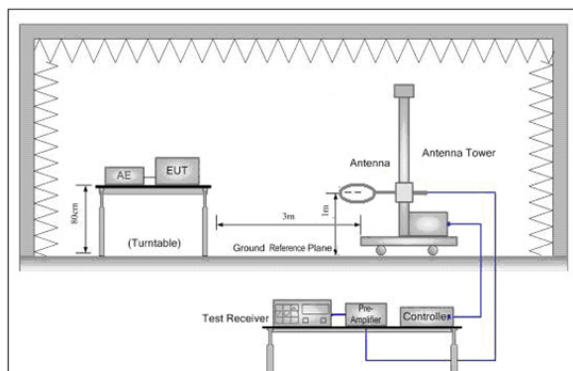 Antenna
Antenna Tower
AE
EUT
80cm
(Turntable)
3m
1m
Ground Reference Plane
Test Receiver
Pre-
Amplifier
Controller